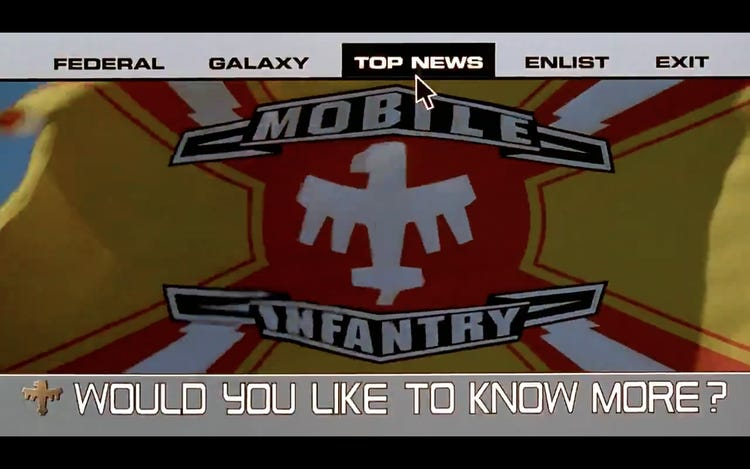 FEDERAL GALAXY TOP NEWS ENLIST EXIT
MOBILE
INFANTRY
WOULD YOU LIKE TO KNOW MORE?